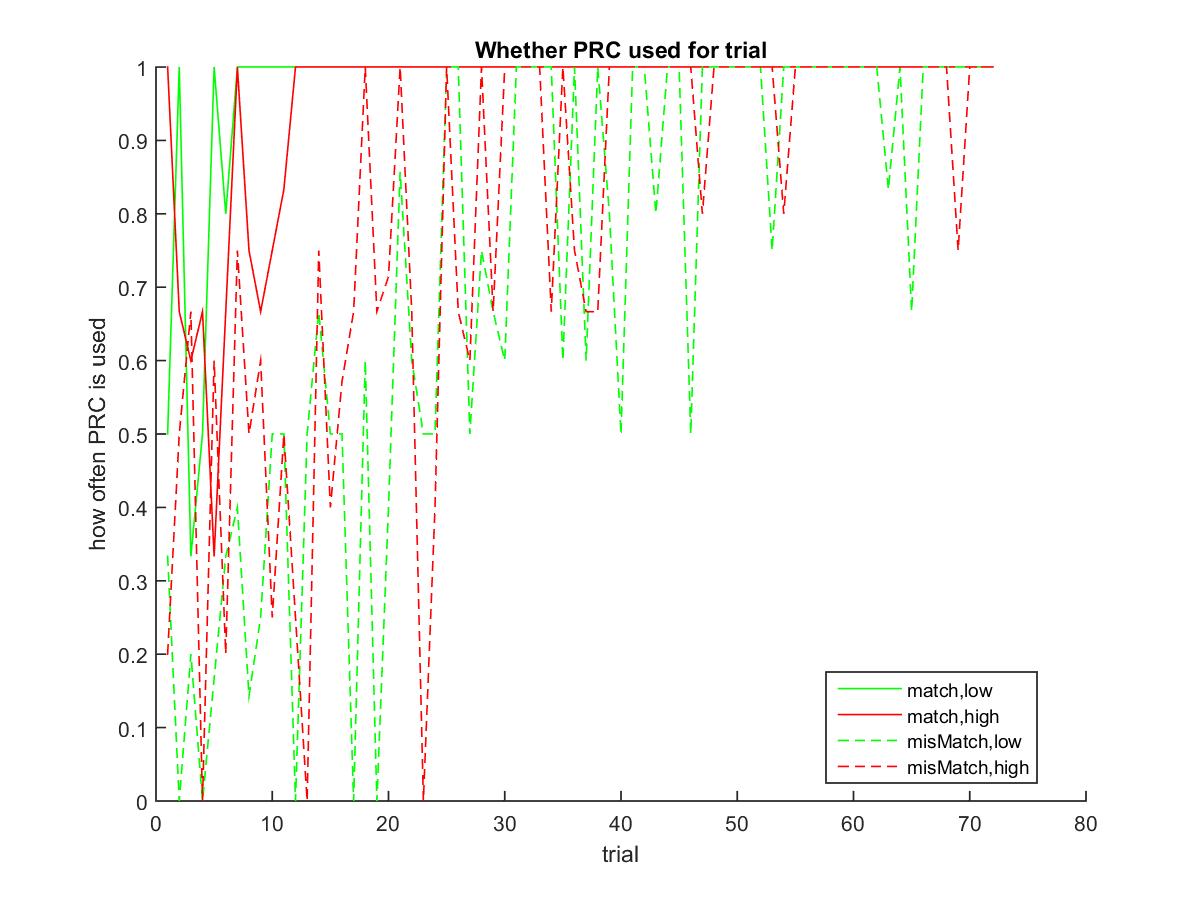 Whether PRC used for trial
1
0.9
0.8
0.7
0.6
0.5
0.4
0.3
0.2
0.1
0
how often PRC is used
0 10 20 30 40 50 60 70 80
trial
match,low
match,high
misMatch,low
misMatch,high